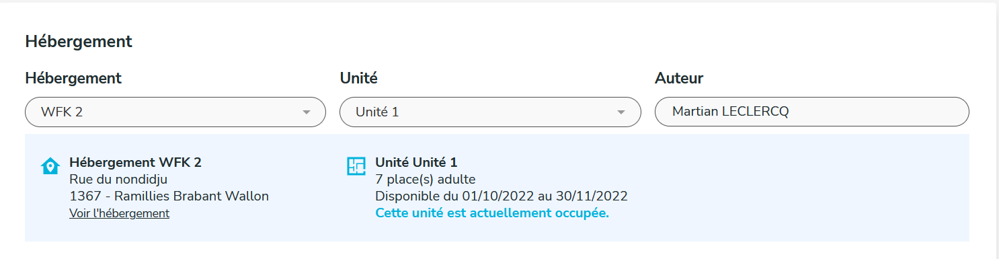 Hébergement
Hébergement
Unité
Auteur
WFK 2
Unité 1
Martian LECLERCQ
Hébergement WFK 2
Rue du nondidju
1367 - Ramillies Brabant Wallon
Voir l'hébergement
Unité Unité 1
7 place(s) adulte
Disponible du 01/10/2022 au 30/11/2022
Cette unité est actuellement occupée.